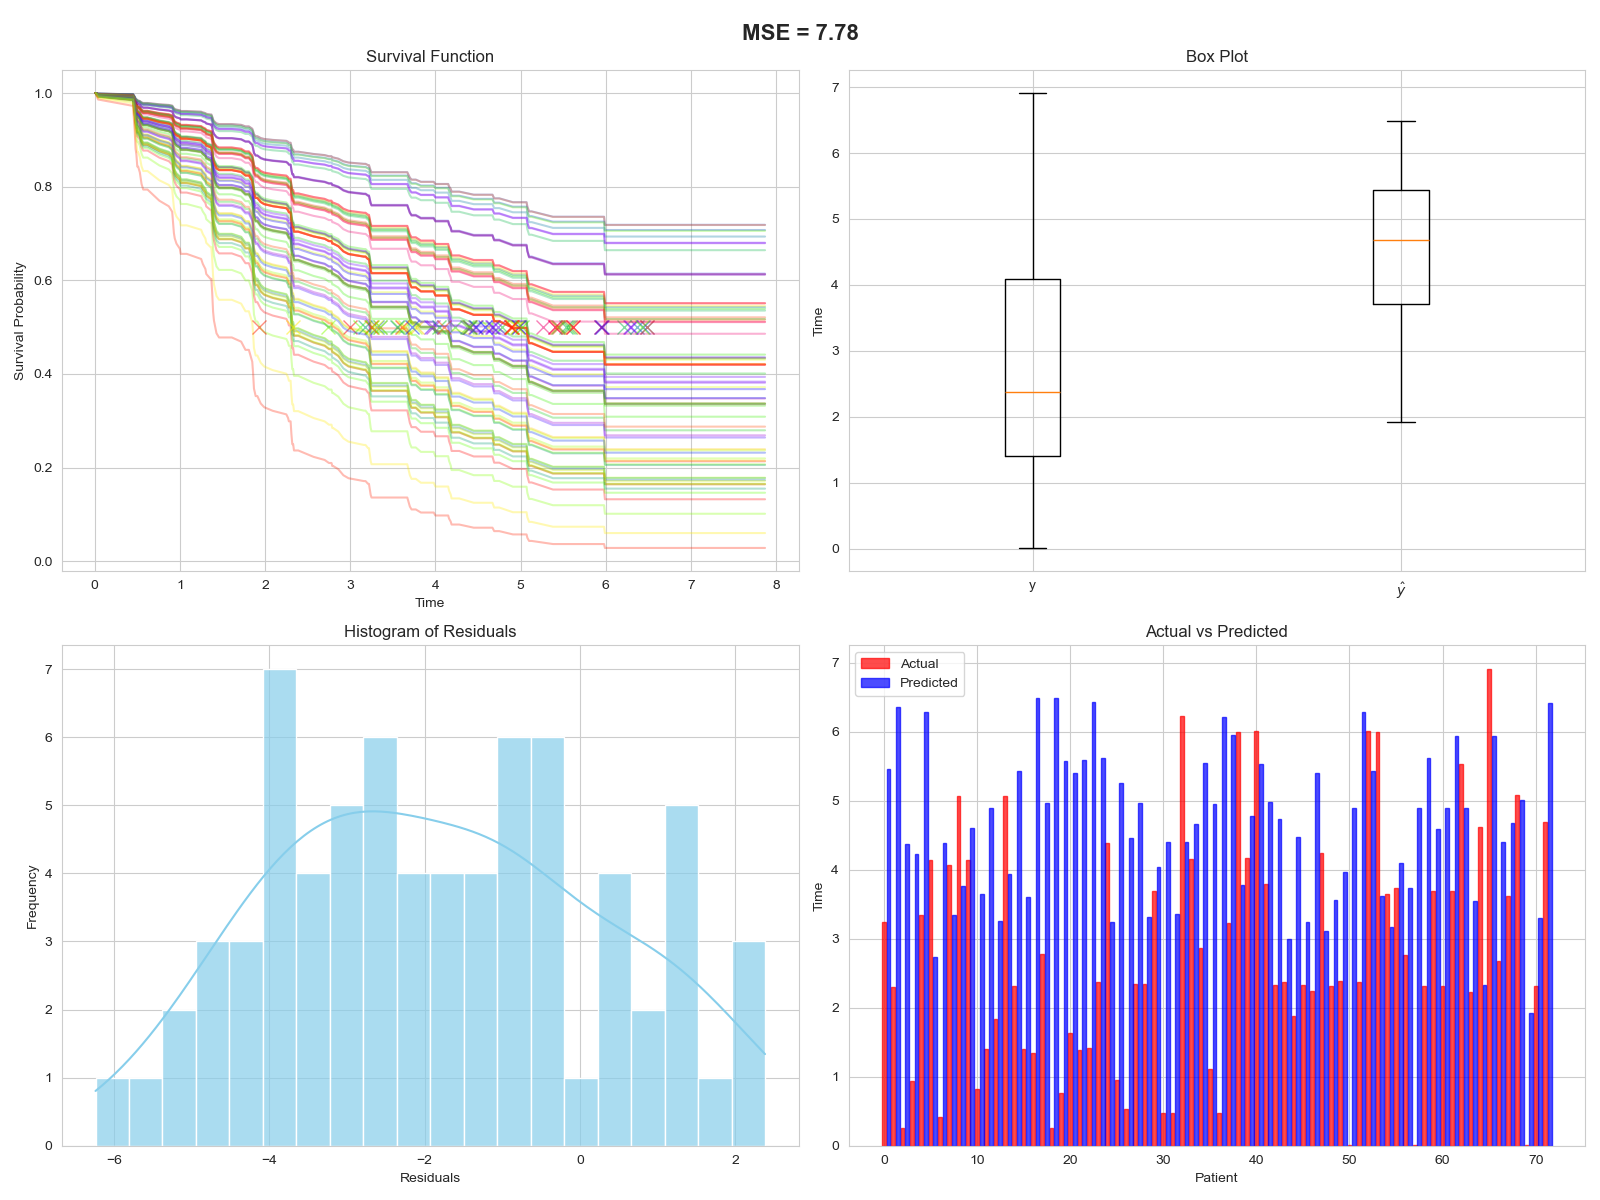 MSE = 7.78
Survival Function
1.0
0.8
0.6
0.4
0.2
0.0
Survival Probability
0 1 2 3 4 5 6 7 8
Time
Box Plot
7
6
5
4
3
2
1
0
Time
y ŷ
Histogram of Residuals
7
6
5
4
3
2
1
0
Frequency
−6 −4 −2 0 2
Residuals
Actual vs Predicted
Actual
Predicted
7
6
5
4
3
2
1
0
Time
0 10 20 30 40 50 60 70
Patient